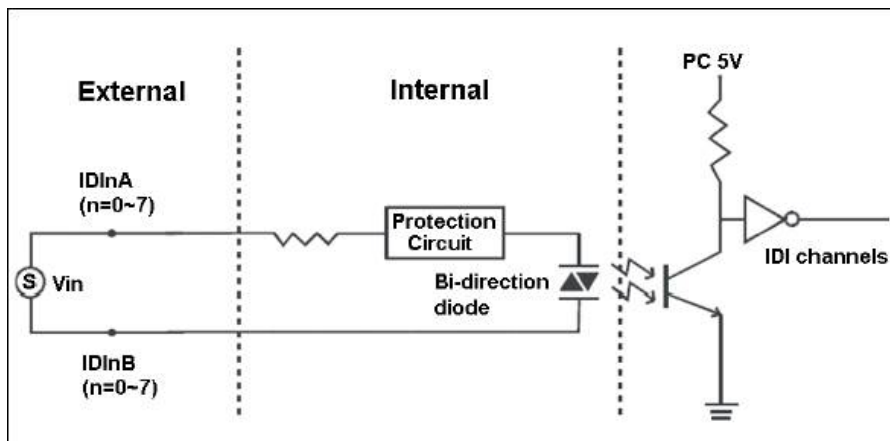 External
Internal
PC 5V
IDInA
(n=0~7)
Protection
Circuit
IDI channels
S
Vin
Bi-direction
diode
IDInB
(n=0~7)